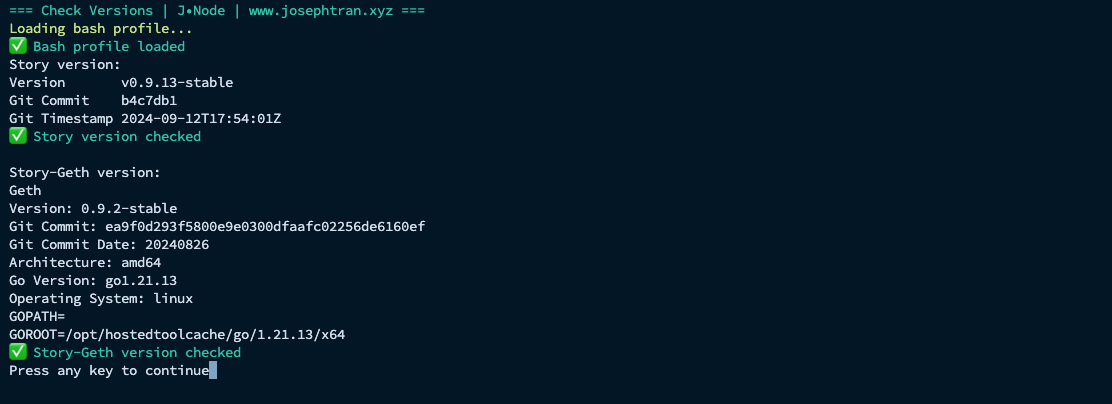 === Check Versions | J•Node | www.josephtran.xyz ===
Loading bash profile...
✅ Bash profile loaded
Story version:
Version       v0.9.13-stable
Git Commit    b4c7db1
Git Timestamp 2024-09-12T17:54:01Z
✅ Story version checked

Story-Geth version:
Geth
Version: 0.9.2-stable
Git Commit: ea9f0d293f5800e9e0300dfaafc02256de6160ef
Git Commit Date: 20240826
Architecture: amd64
Go Version: go1.21.13
Operating System: linux
GOPATH=
GOROOT=/opt/hostedtoolcache/go/1.21.13/x64
✅ Story-Geth version checked
Press any key to continue